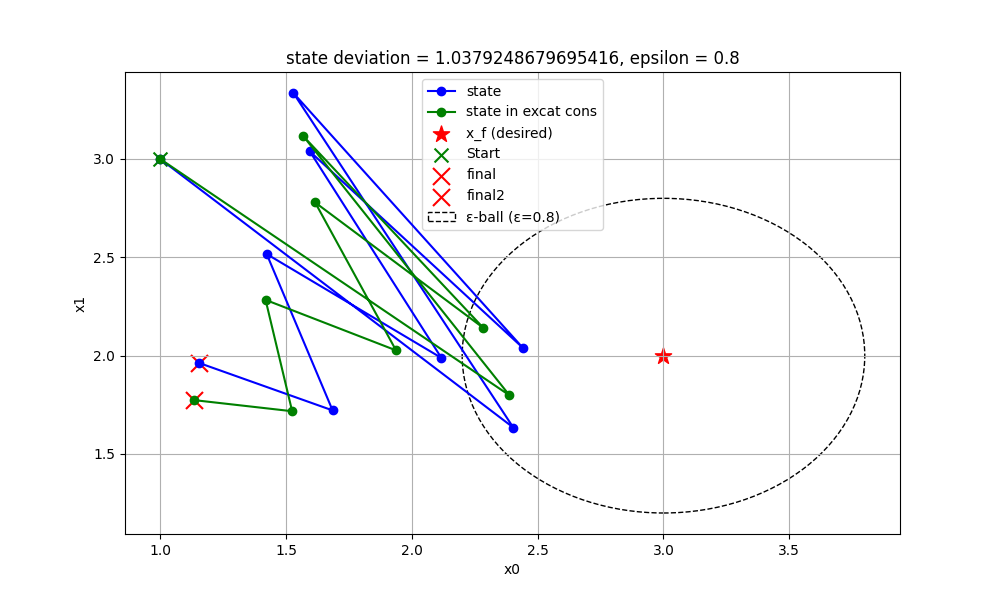 state deviation = 1.0379248679695416, epsilon = 0.8
state
state in excat cons
x_f (desired)
Start
final
final2
ε-ball (ε=0.8)
x1
3.0
2.5
2.0
1.5
1.0
1.5
2.0
2.5
3.0
3.5
x0